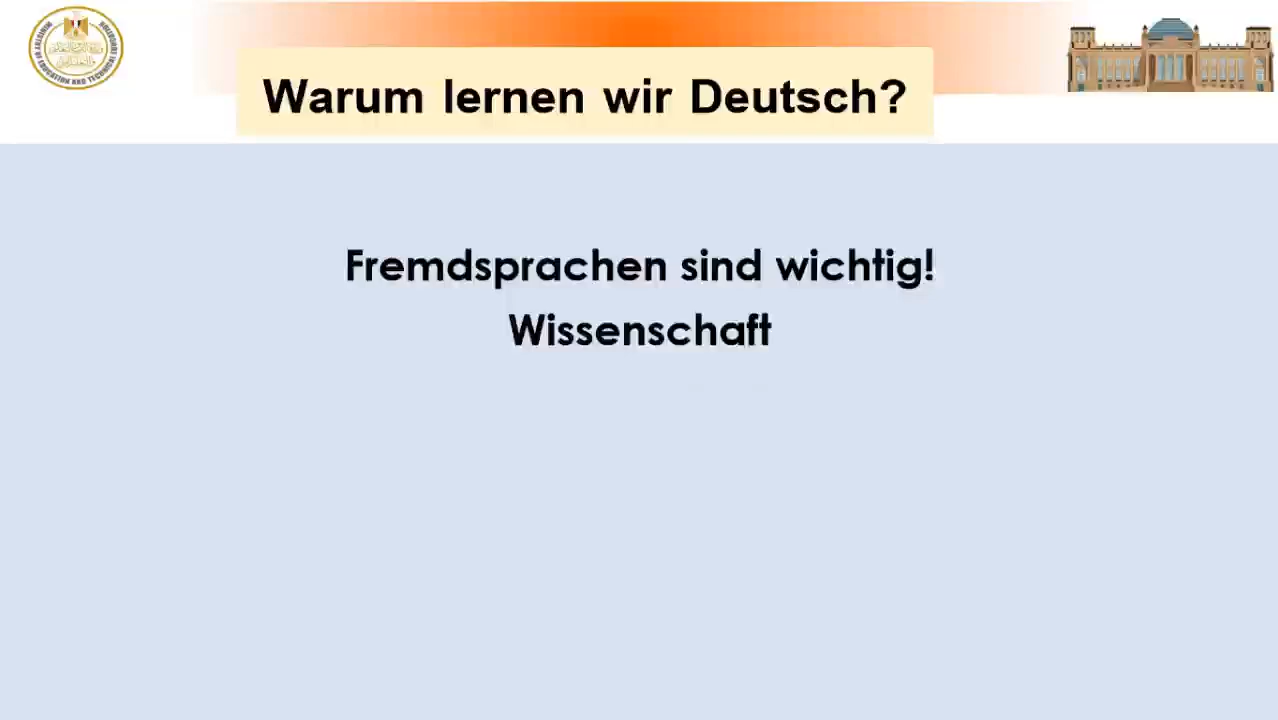 Warum lernen wir Deutsch?
Fremdsprachen sind wichtig!
Wissenschaft